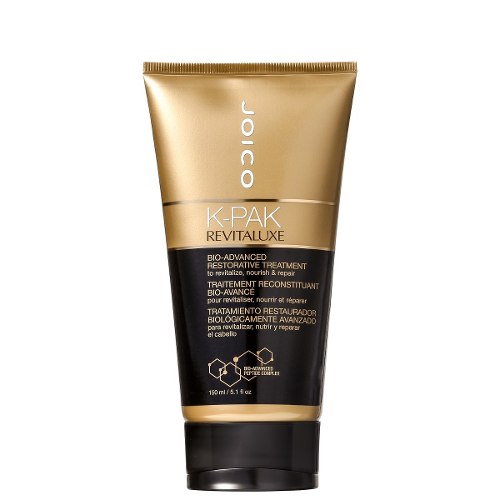 JOICO
K-PAK
REVITALUXE
BIO-ADVANCED
RESTORATIVE TREATMENT
to revitalize, nourish & repair
TRAITEMENT RECONSTITUANT
BIO-AVANCÉ
pour revitaliser, nourrir et réparer
TRATAMIENTO RESTAURADOR
BIOLÓGICAMENTE AVANZADO
para revitalizar, nutrir y reparar
el cabello
BIO-ADVANCED
PEPTIDE COMPLEX
150 ml / 5.1 fl oz